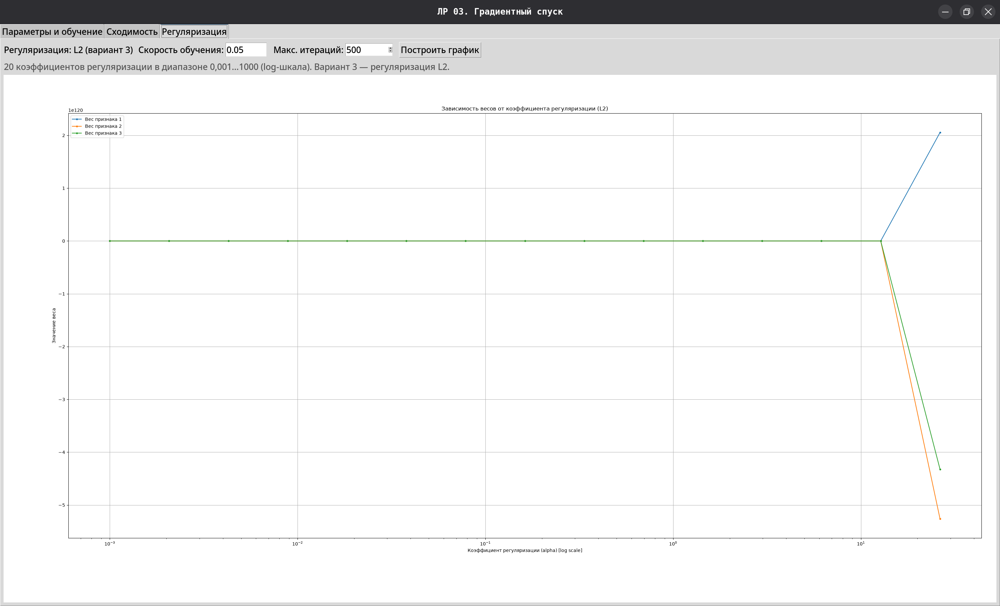 ЛР 03. Градиентный спуск
Параметры и обучение Сходимость Регуляризация
Регуляризация: L2 (вариант 3) Скорость обучения: 0.05 Макс. итераций: 500 Построить график
20 коэффициентов регуляризации в диапазоне 0,001…1000 (log-шкала). Вариант 3 — регуляризация L2.
Зависимость весов от коэффициента регуляризации (L2)
1e120
Вес признака 1
Вес признака 2
Вес признака 3
2
1
0
−1
−2
−3
−4
−5
Значение веса
10⁻³ 10⁻² 10⁻¹ 10⁰ 10¹
Коэффициент регуляризации (alpha) [log scale]